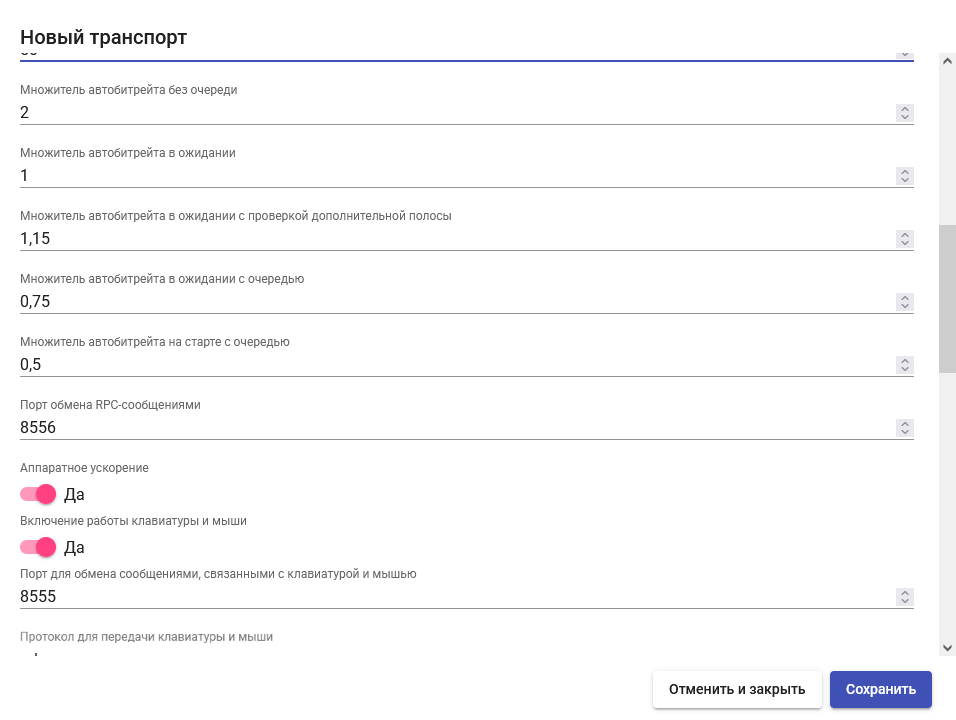 Новый транспорт
Множитель автобитрейта без очереди
2
Множитель автобитрейта в ожидании
1
Множитель автобитрейта в ожидании с проверкой дополнительной полосы
1,15
Множитель автобитрейта в ожидании с очередью
0,75
Множитель автобитрейта на старте с очередью
0,5
Порт обмена RPC-сообщениями
8556
Аппаратное ускорение
Да
Включение работы клавиатуры и мыши
Да
Порт для обмена сообщениями, связанными с клавиатурой и мышью
8555
Протокол для передачи клавиатуры и мыши
Отменить и закрыть
Сохранить